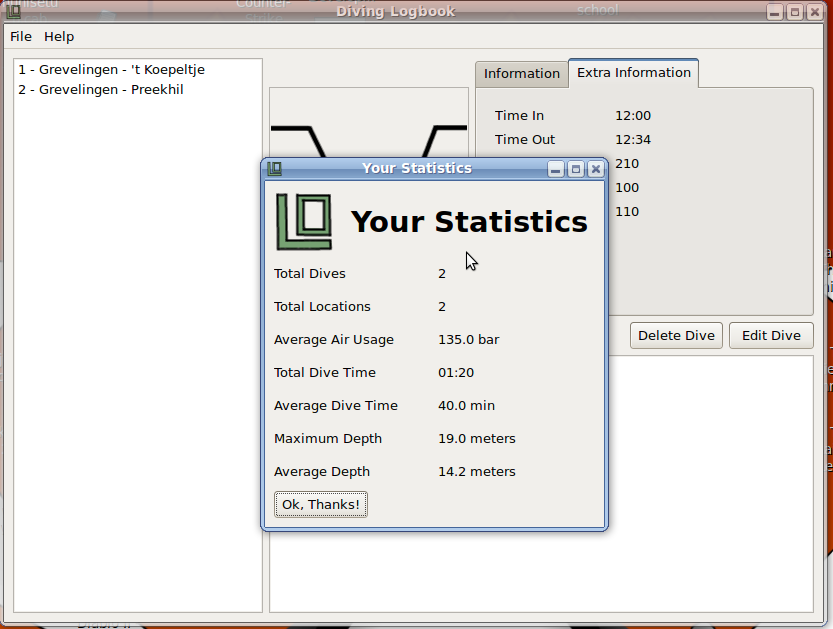 Diving Logbook
File Help
1 - Grevelingen - 't Koepeltje
2 - Grevelingen - Preekhil
Information Extra Information
Time In 12:00
Time Out 12:34
210
100
110
Delete Dive Edit Dive
Your Statistics
LO Your Statistics
Total Dives 2
Total Locations 2
Average Air Usage 135.0 bar
Total Dive Time 01:20
Average Dive Time 40.0 min
Maximum Depth 19.0 meters
Average Depth 14.2 meters
Ok, Thanks!